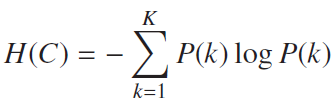 H(C) = − ∑_{k=1}^{K} P(k) log P(k)